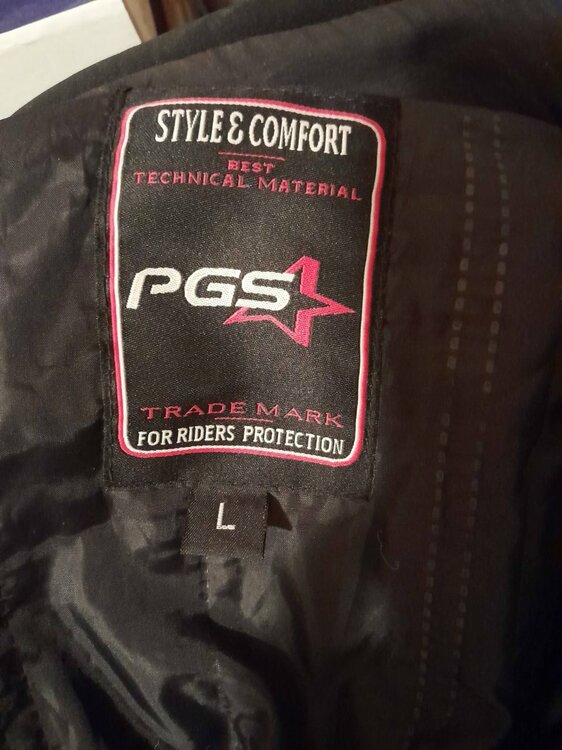 STYLE & COMFORT
BEST
TECHNICAL MATERIAL
PGS
TRADE MARK
FOR RIDERS PROTECTION
L